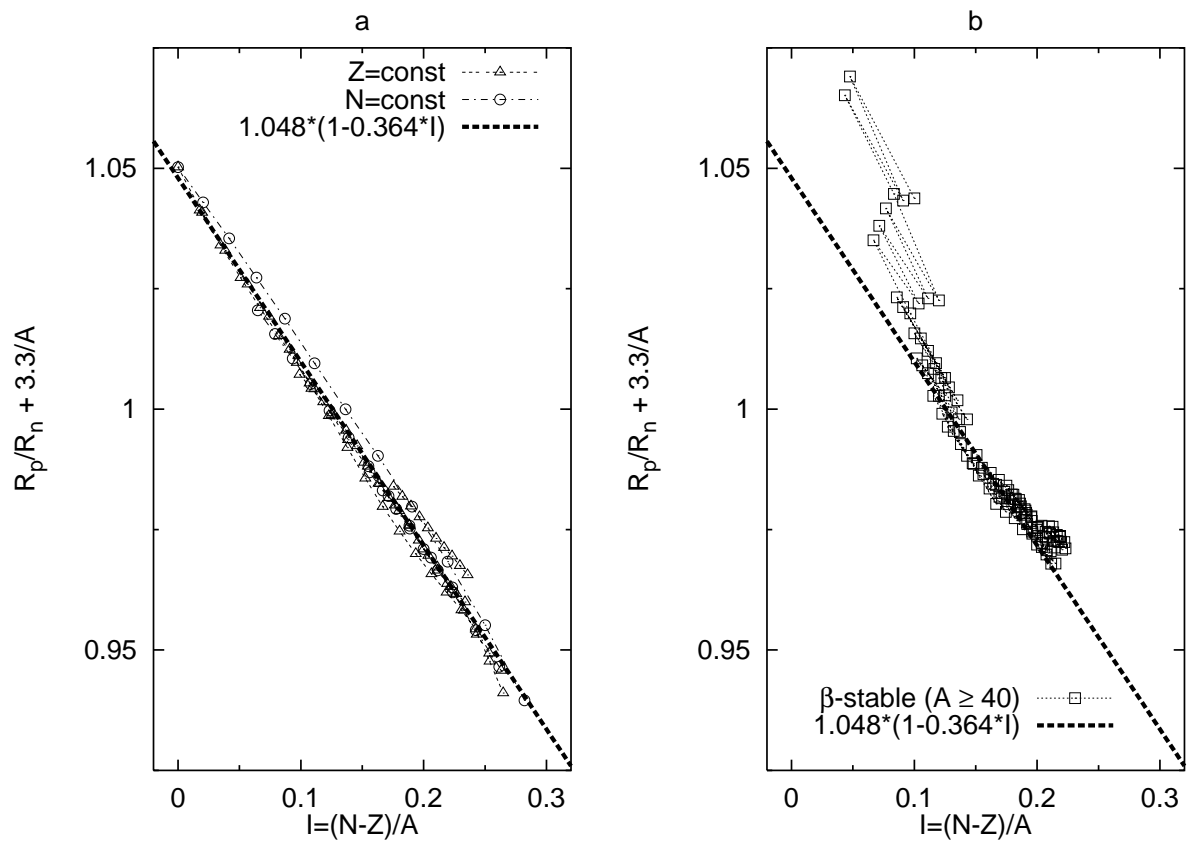 a
Z=const
N=const
1.048*(1-0.364*I)
1.05
1
0.95
R_p/R_n + 3.3/A
0
0.1
0.2
0.3
I=(N-Z)/A
b
1.05
1
0.95
R_p/R_n + 3.3/A
β-stable (A ≥ 40)
1.048*(1-0.364*I)
0
0.1
0.2
0.3
I=(N-Z)/A